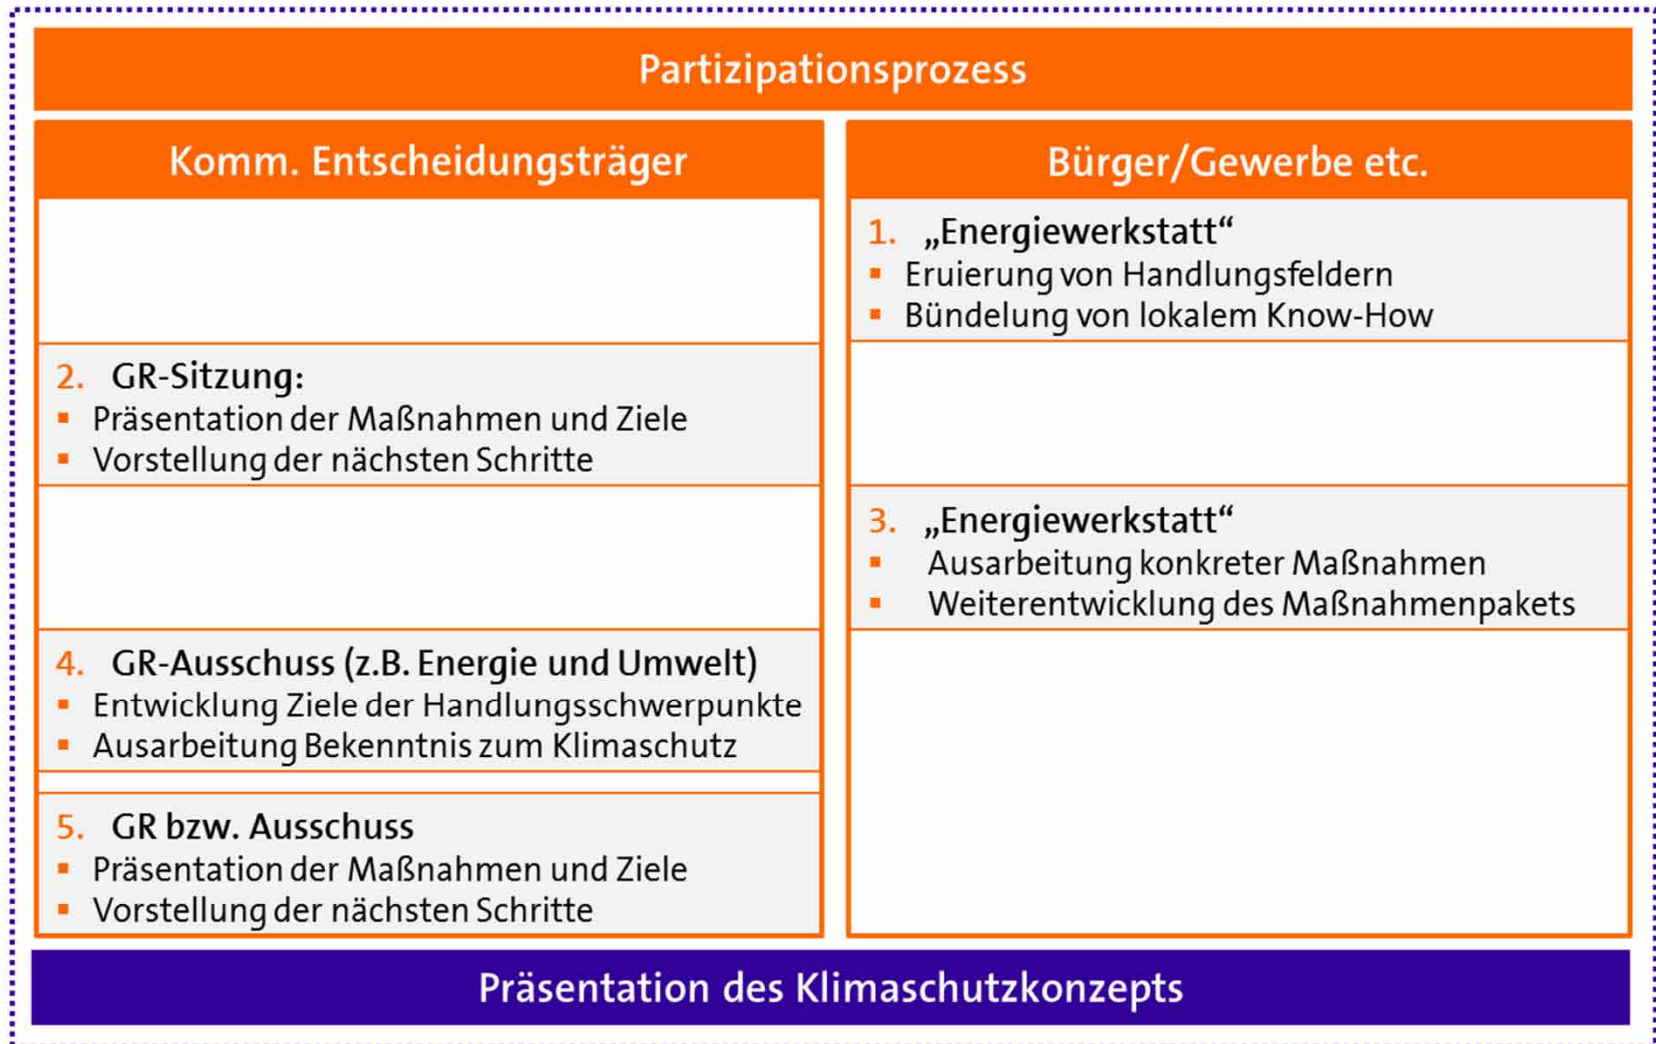 Partizipationsprozess
Komm. Entscheidungsträger
Bürger/Gewerbe etc.
1. „Energiewerkstatt“
▪ Eruierung von Handlungsfeldern
▪ Bündelung von lokalem Know-How
2. GR-Sitzung:
▪ Präsentation der Maßnahmen und Ziele
▪ Vorstellung der nächsten Schritte
3. „Energiewerkstatt“
▪ Ausarbeitung konkreter Maßnahmen
▪ Weiterentwicklung des Maßnahmenpakets
4. GR-Ausschuss (z.B. Energie und Umwelt)
▪ Entwicklung Ziele der Handlungsschwerpunkte
▪ Ausarbeitung Bekenntnis zum Klimaschutz
5. GR bzw. Ausschuss
▪ Präsentation der Maßnahmen und Ziele
▪ Vorstellung der nächsten Schritte
Präsentation des Klimaschutzkonzepts